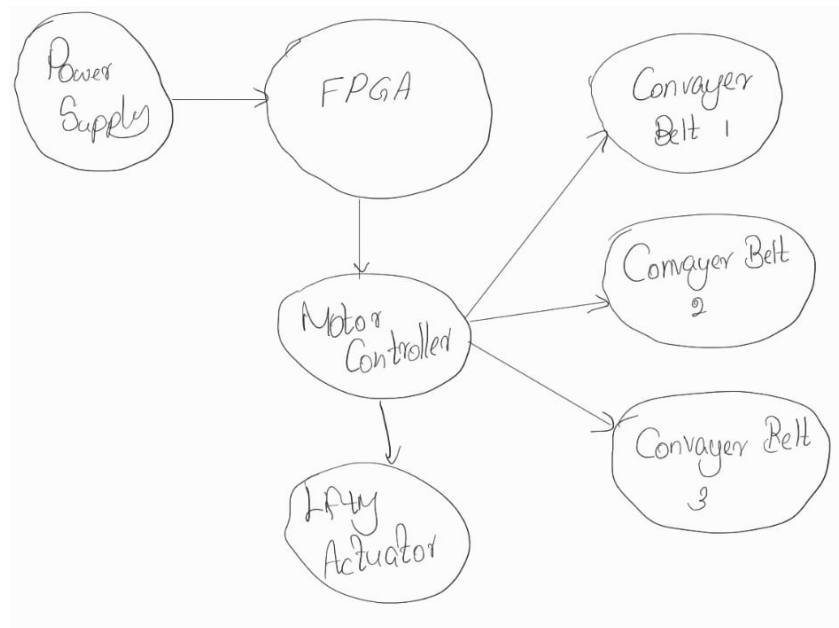 Power
Supply
FPGA
Convayer
Belt 1
Convayer Belt
2
Motor
Controller
Convayer Belt
3
Actuator